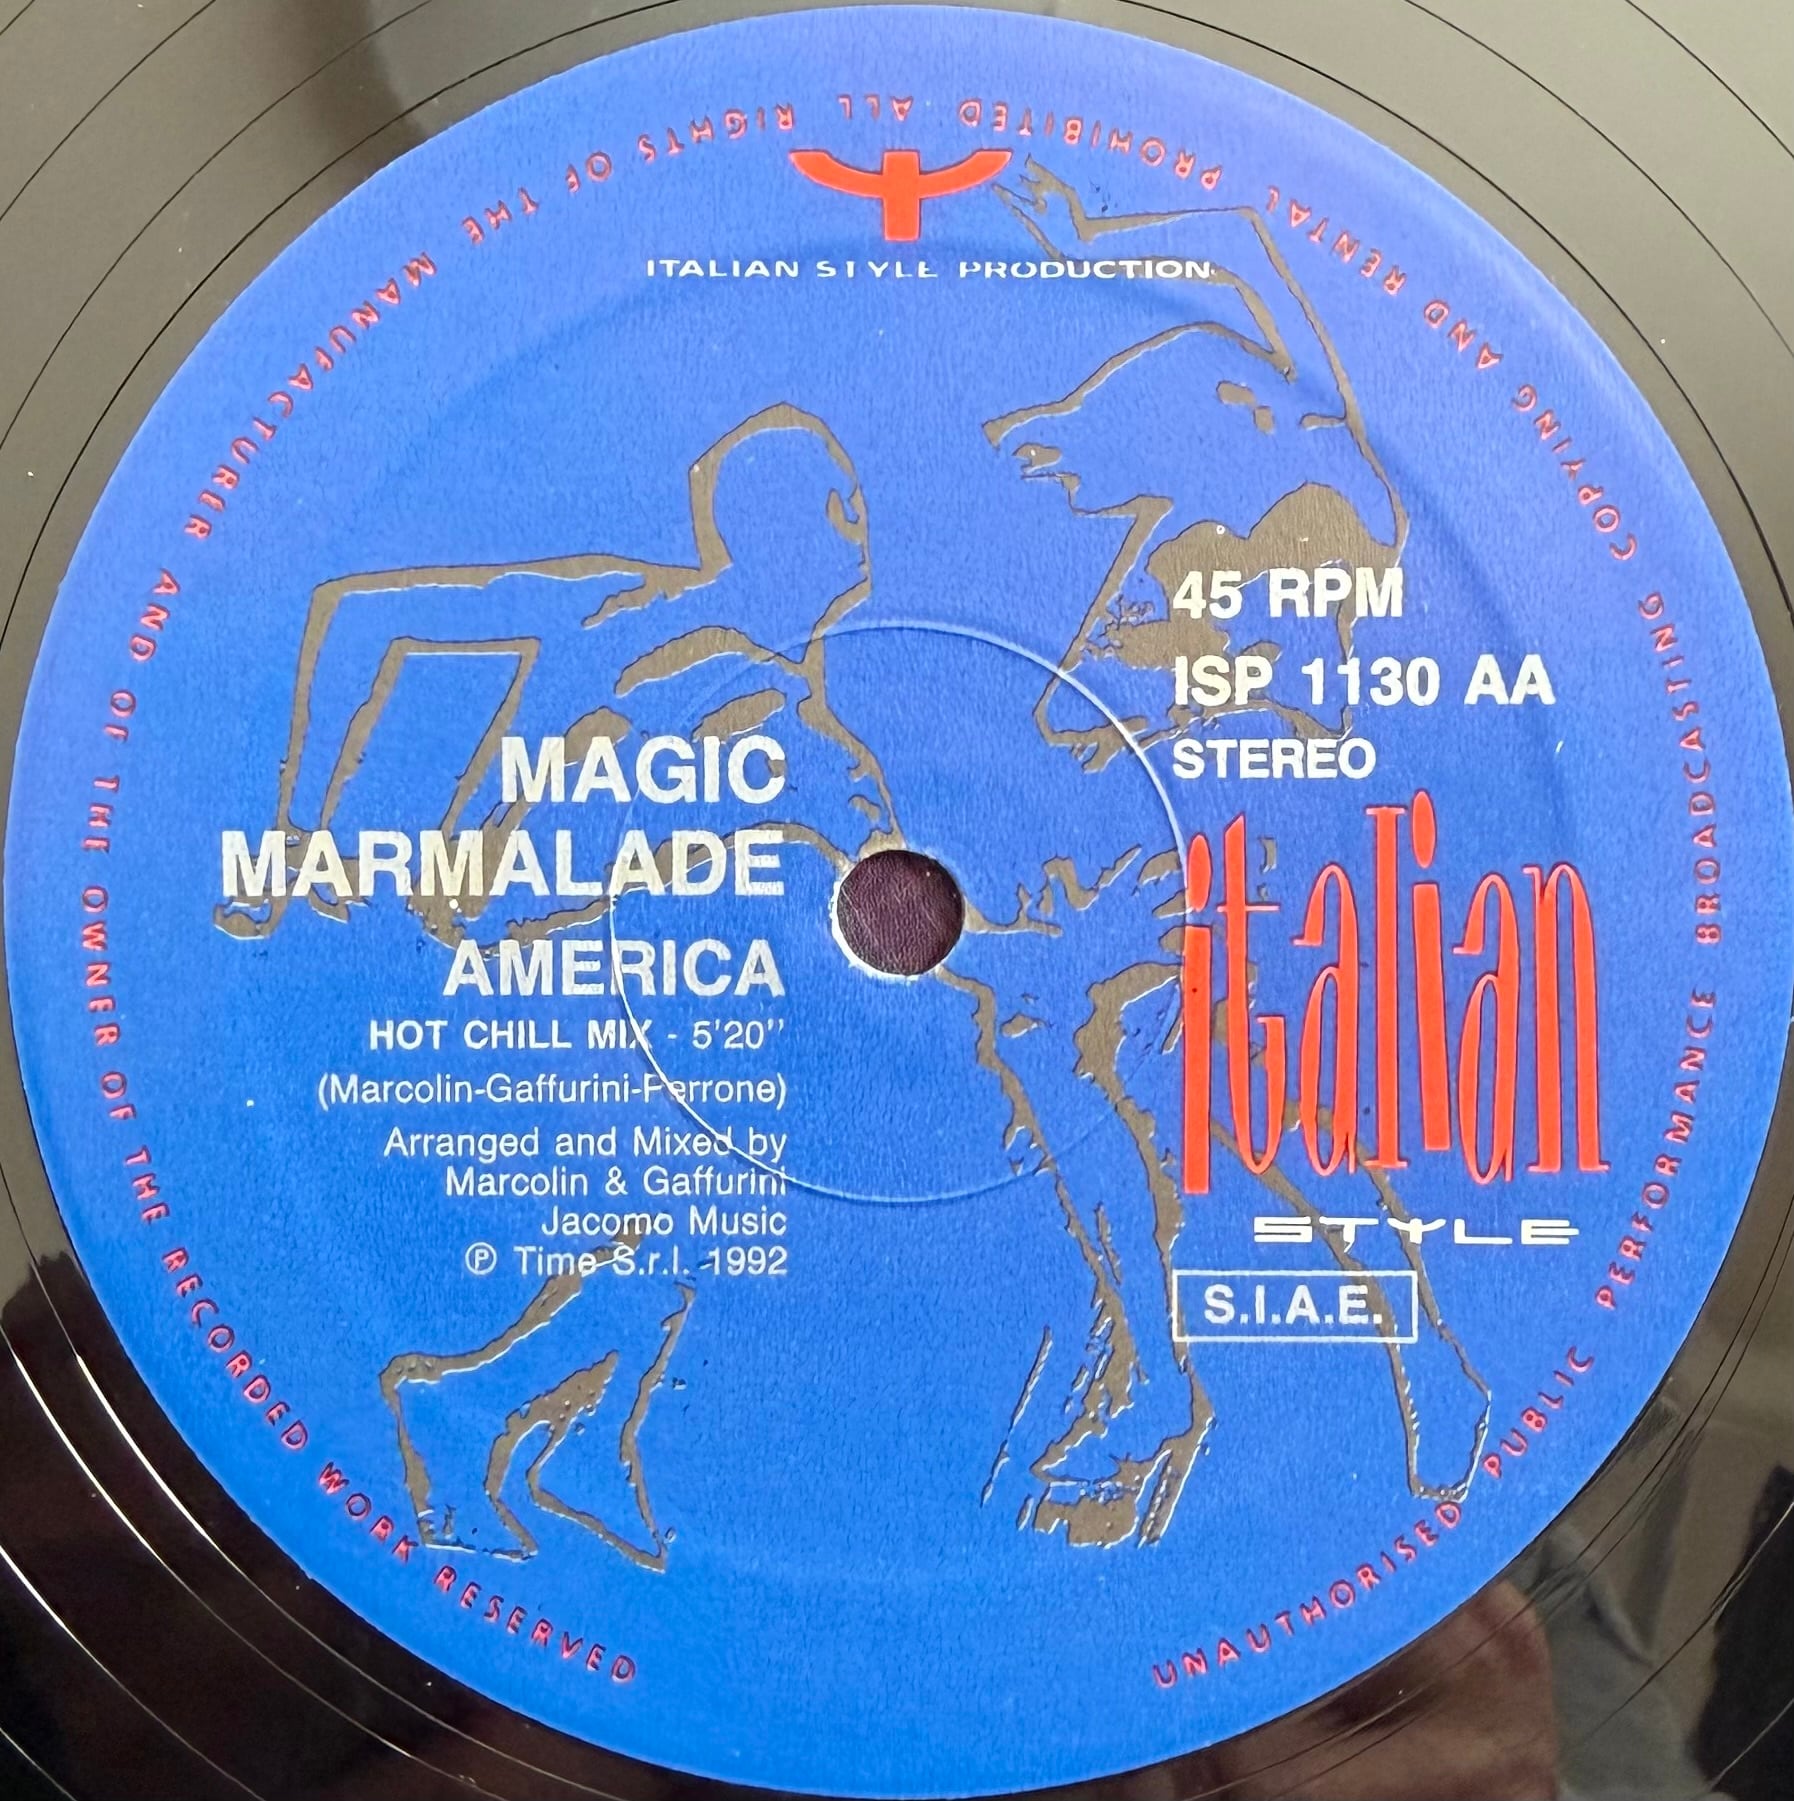 ITALIAN STYLE PRODUCTION
MAGIC
MARMALADE
AMERICA
HOT CHILL MIX - 5'20''
(Marcolin-Gaffurini-Perrone)
Arranged and Mixed by
Marcolin & Gaffurini
Jacomo Music
℗ Time S.r.l. 1992
45 RPM
ISP 1130 AA
STEREO
italian
STYLE
S.I.A.E.
ALL RIGHTS OF THE MANUFACTURER AND OF THE OWNER OF THE RECORDED WORK RESERVED UNAUTHORISED PUBLIC PERFORMANCE BROADCASTING COPYING AND RENTAL PROHIBITED